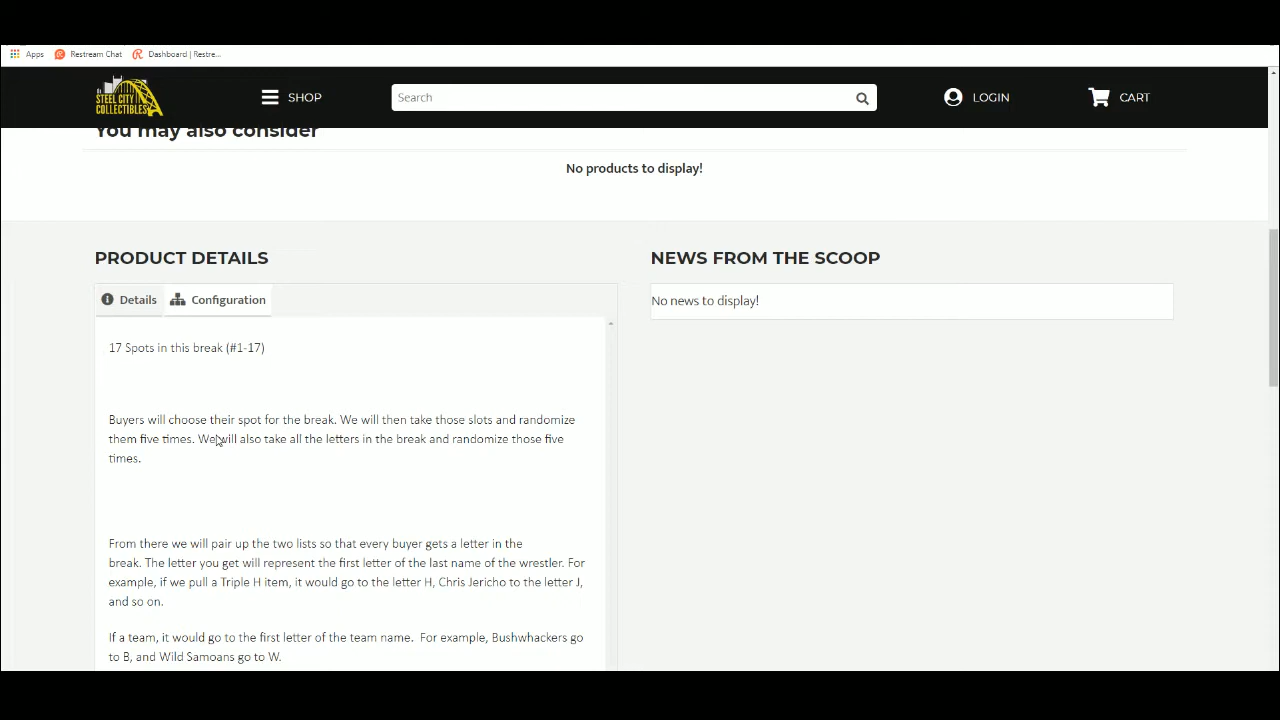 Apps Restream Chat Dashboard | Restre...
STEEL CITY
COLLECTIBLES
SHOP
Search
LOGIN
CART
You may also consider
No products to display!
PRODUCT DETAILS
Details
Configuration
17 Spots in this break (#1-17)
Buyers will choose their spot for the break. We will then take those slots and randomize
them five times. We will also take all the letters in the break and randomize those five
times.
From there we will pair up the two lists so that every buyer gets a letter in the
break. The letter you get will represent the first letter of the last name of the wrestler. For
example, if we pull a Triple H item, it would go to the letter H, Chris Jericho to the letter J,
and so on.
If a team, it would go to the first letter of the team name. For example, Bushwhackers go
to B, and Wild Samoans go to W.
NEWS FROM THE SCOOP
No news to display!